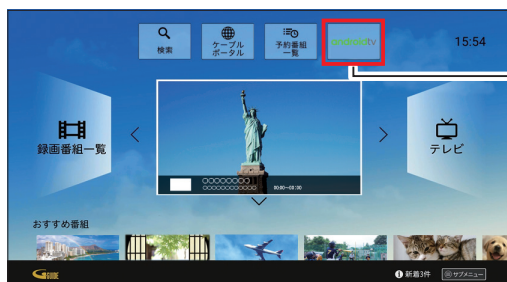 検索
ケーブル
ポータル
予約番組
一覧
androidtv
15:54
録画番組一覧
テレビ
○○○○○○○○
○○○○○○○○○○○○
00:00~00:00
おすすめ番組
G GUIDE
新着3件
サブメニュー